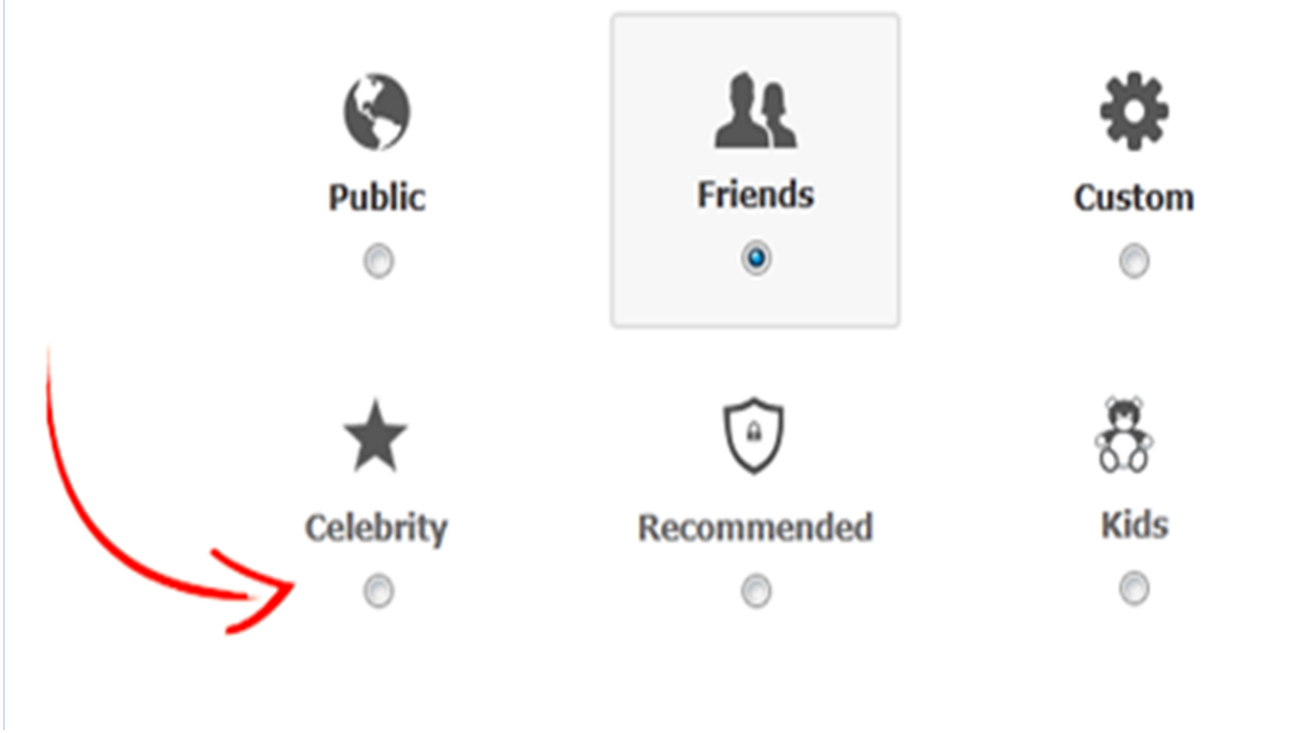 Public
Friends
Custom
Celebrity
Recommended
Kids